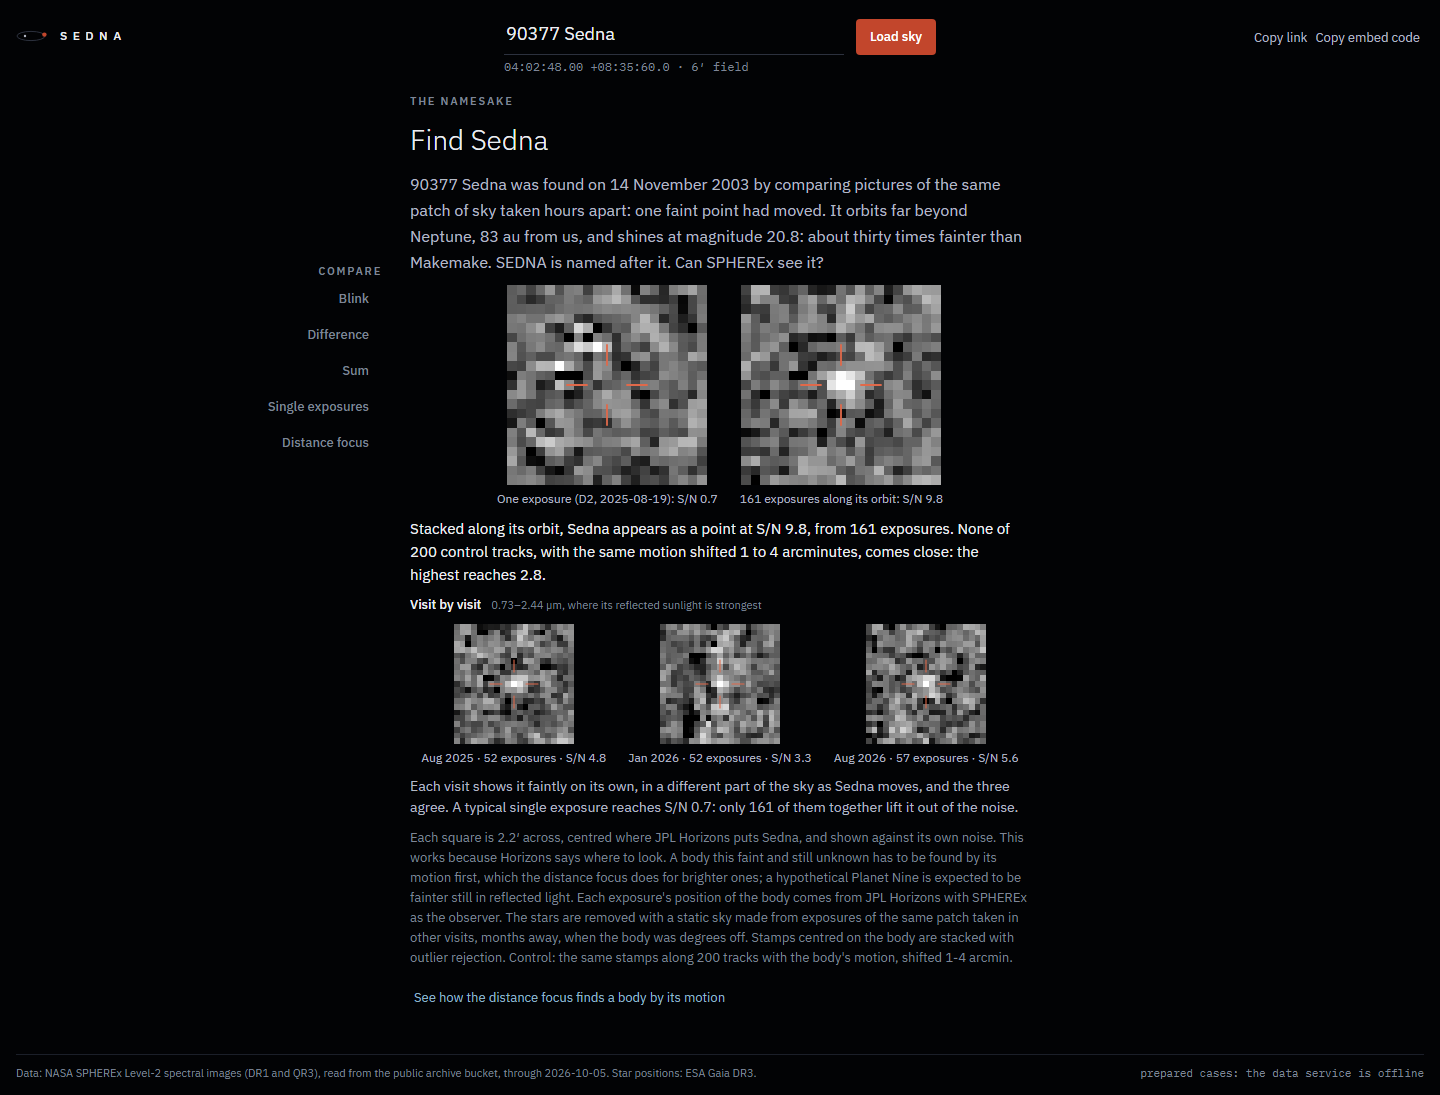 SEDNA
90377 Sedna
Load sky
Copy link Copy embed code
04:02:48.00 +08:35:60.0 · 6′ field
THE NAMESAKE
Find Sedna
90377 Sedna was found on 14 November 2003 by comparing pictures of the same
patch of sky taken hours apart: one faint point had moved. It orbits far beyond
Neptune, 83 au from us, and shines at magnitude 20.8: about thirty times fainter than
Makemake. SEDNA is named after it. Can SPHEREx see it?
COMPARE
Blink
Difference
Sum
Single exposures
Distance focus
One exposure (D2, 2025-08-19): S/N 0.7
161 exposures along its orbit: S/N 9.8
Stacked along its orbit, Sedna appears as a point at S/N 9.8, from 161 exposures. None of
200 control tracks, with the same motion shifted 1 to 4 arcminutes, comes close: the
highest reaches 2.8.
Visit by visit 0.73–2.44 µm, where its reflected sunlight is strongest
Aug 2025 · 52 exposures · S/N 4.8
Jan 2026 · 52 exposures · S/N 3.3
Aug 2026 · 57 exposures · S/N 5.6
Each visit shows it faintly on its own, in a different part of the sky as Sedna moves, and the three
agree. A typical single exposure reaches S/N 0.7: only 161 of them together lift it out of the noise.
Each square is 2.2′ across, centred where JPL Horizons puts Sedna, and shown against its own noise. This
works because Horizons says where to look. A body this faint and still unknown has to be found by its
motion first, which the distance focus does for brighter ones; a hypothetical Planet Nine is expected to be
fainter still in reflected light. Each exposure's position of the body comes from JPL Horizons with SPHEREx
as the observer. The stars are removed with a static sky made from exposures of the same patch taken in
other visits, months away, when the body was degrees off. Stamps centred on the body are stacked with
outlier rejection. Control: the same stamps along 200 tracks with the body's motion, shifted 1-4 arcmin.
See how the distance focus finds a body by its motion
Data: NASA SPHEREx Level-2 spectral images (DR1 and QR3), read from the public archive bucket, through 2026-10-05. Star positions: ESA Gaia DR3.
prepared cases: the data service is offline